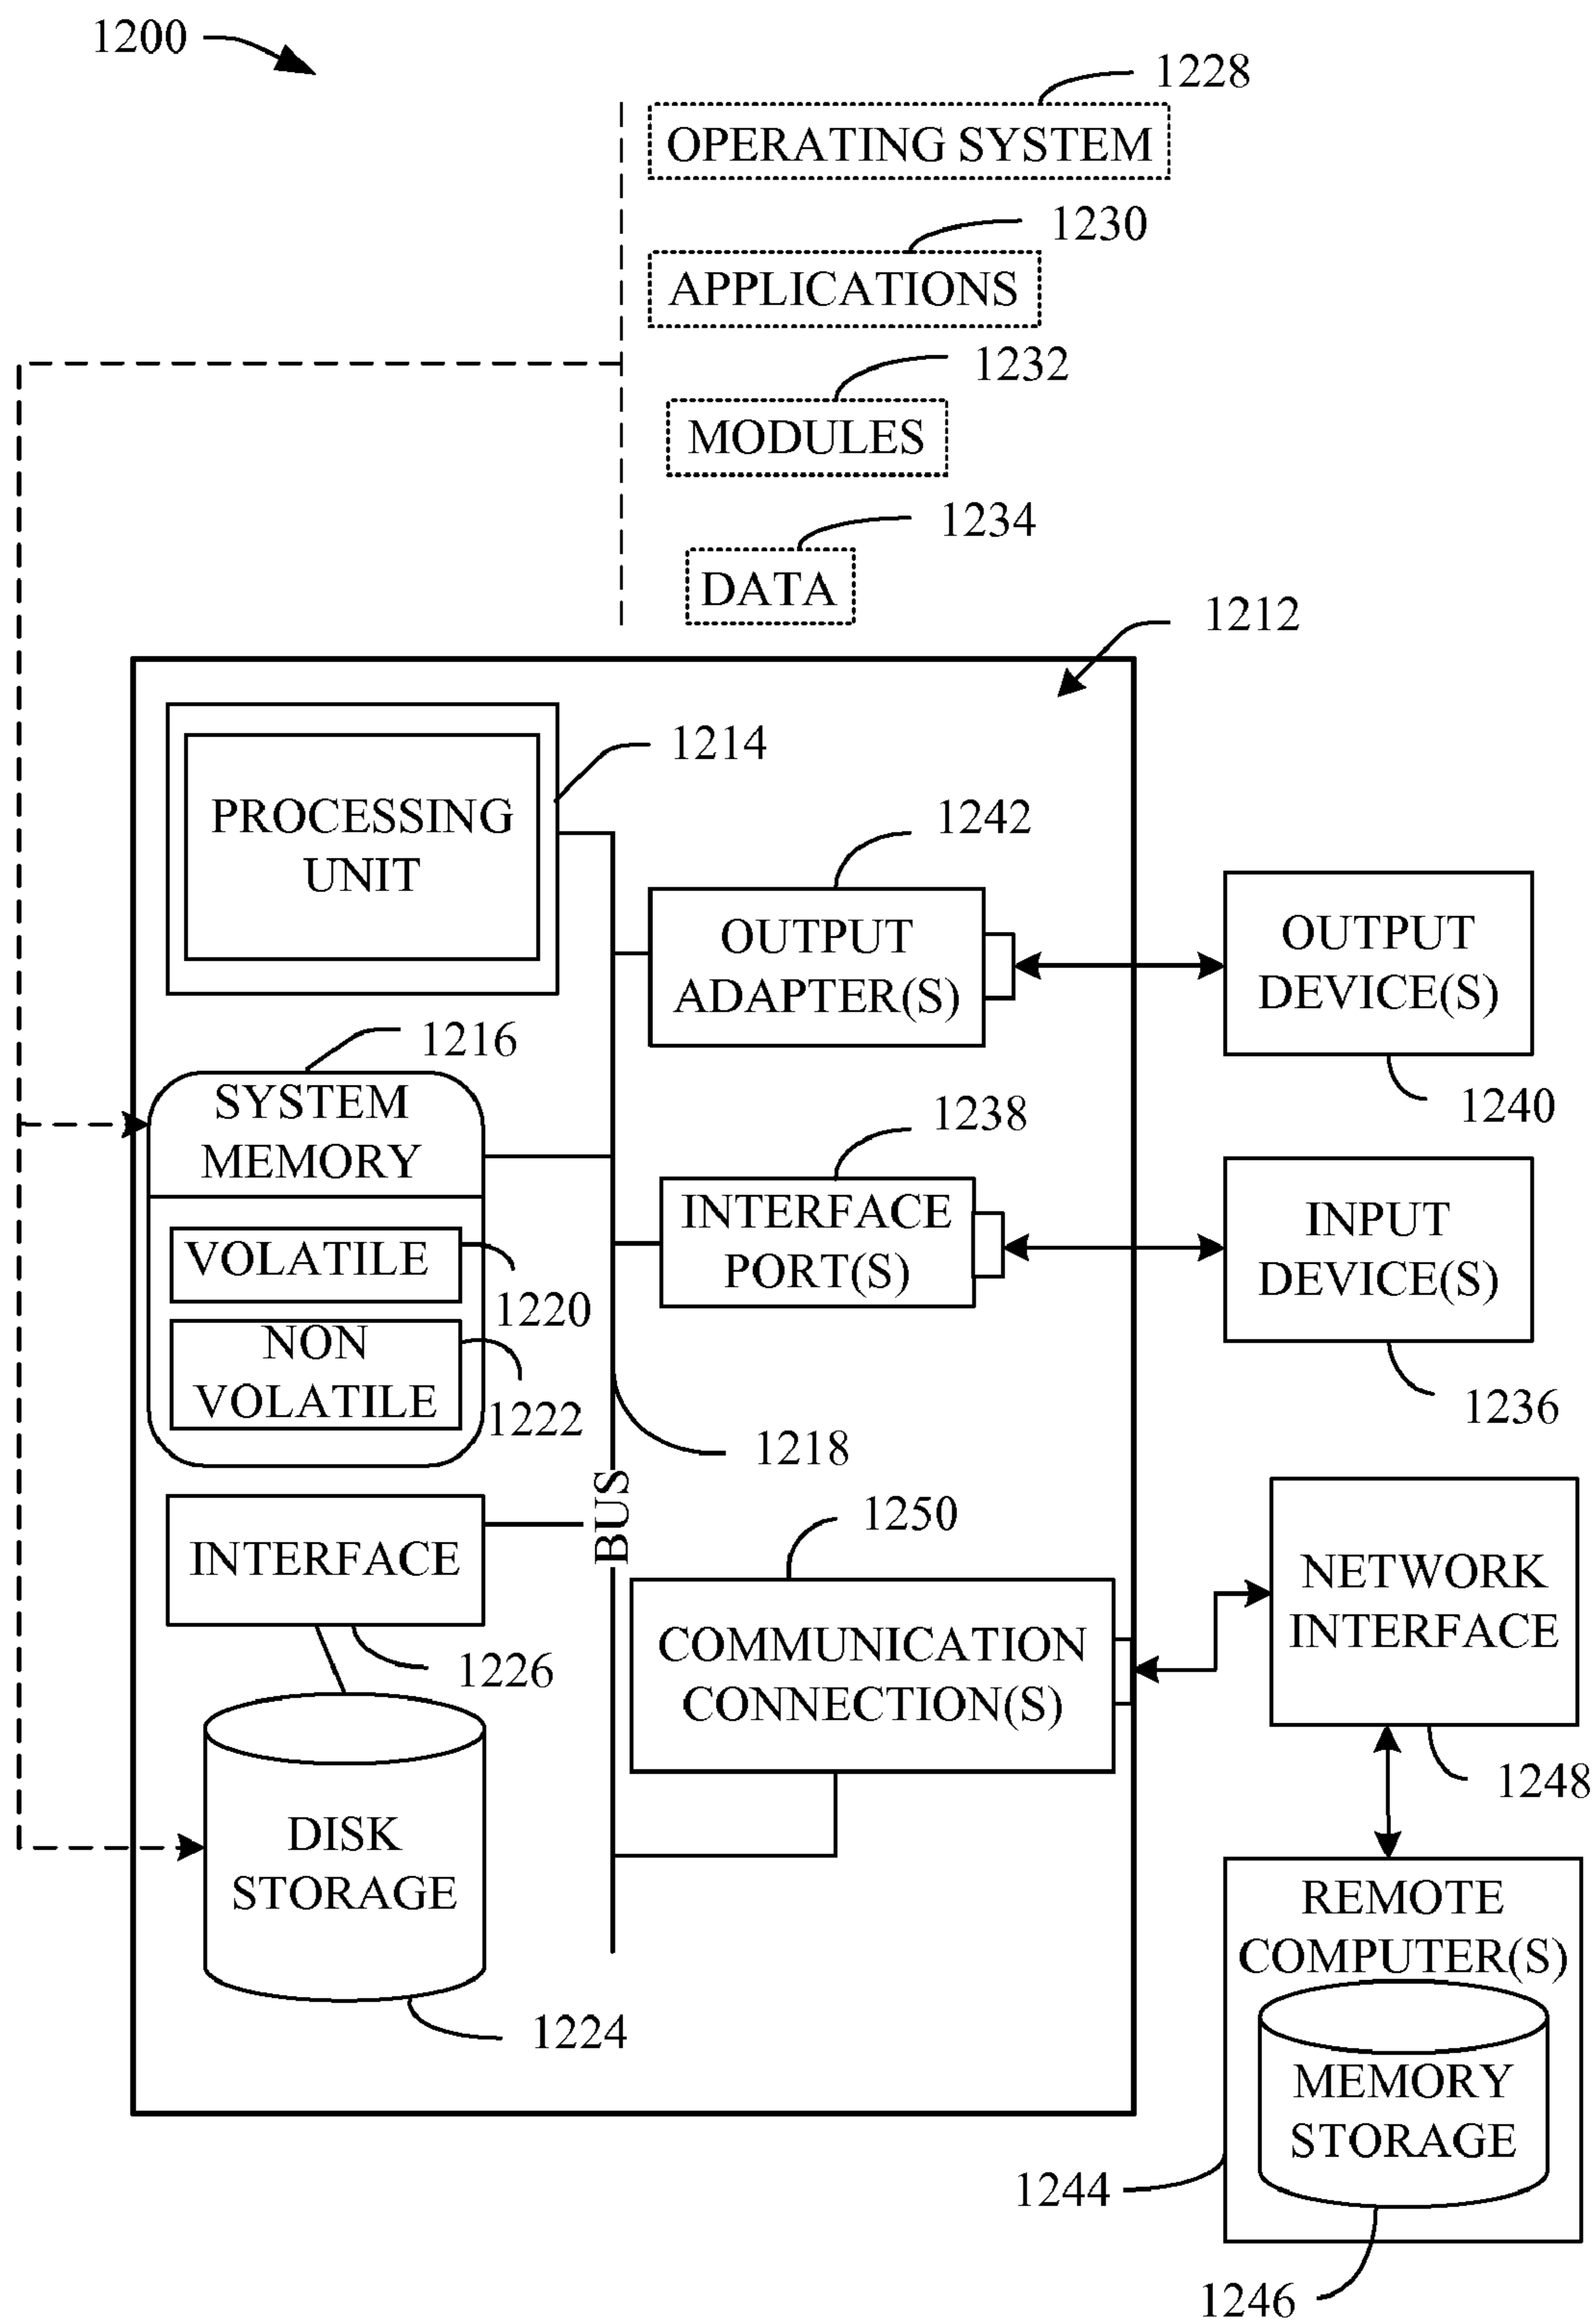 1200
1228
OPERATING SYSTEM
1230
APPLICATIONS
1232
MODULES
1234
DATA
1212
1214
PROCESSING
UNIT
1242
OUTPUT
ADAPTER(S)
OUTPUT
DEVICE(S)
1240
1216
SYSTEM
MEMORY
1238
INTERFACE
PORT(S)
INPUT
DEVICE(S)
1236
VOLATILE
1220
NON
VOLATILE
1222
1218
BUS
INTERFACE
1226
1250
COMMUNICATION
CONNECTION(S)
NETWORK
INTERFACE
1248
DISK
STORAGE
1224
REMOTE
COMPUTER(S)
MEMORY
STORAGE
1244
1246